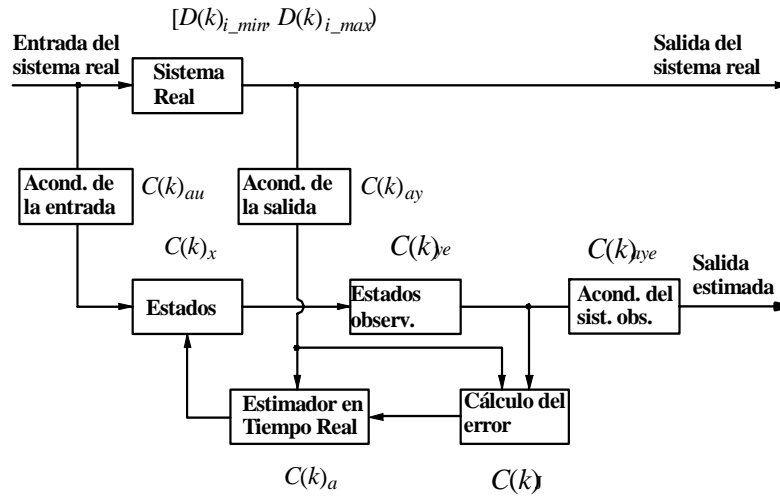 [D(k)i_min, D(k)i_max)
Entrada del
sistema real
Sistema
Real
Salida del
sistema real
Acond. de
la entrada
C(k)au
Acond. de
la salida
C(k)ay
C(k)x
C(k)ye
C(k)aye
Estados
Estados
observ.
Acond. del
sist. obs.
Salida
estimada
Estimador en
Tiempo Real
Cálculo del
error
C(k)a
C(k)J